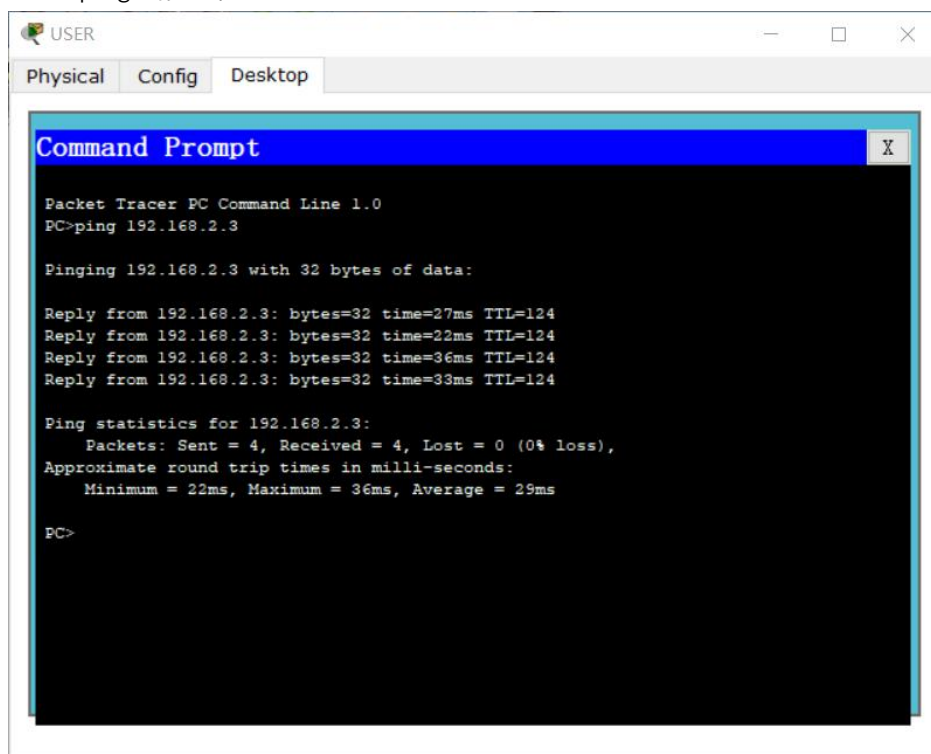 USER
Physical Config Desktop
Command Prompt X
Packet Tracer PC Command Line 1.0
PC>ping 192.168.2.3
Pinging 192.168.2.3 with 32 bytes of data:
Reply from 192.168.2.3: bytes=32 time=27ms TTL=124
Reply from 192.168.2.3: bytes=32 time=22ms TTL=124
Reply from 192.168.2.3: bytes=32 time=36ms TTL=124
Reply from 192.168.2.3: bytes=32 time=33ms TTL=124
Ping statistics for 192.168.2.3:
Packets: Sent = 4, Received = 4, Lost = 0 (0% loss),
Approximate round trip times in milli-seconds:
Minimum = 22ms, Maximum = 36ms, Average = 29ms
PC>